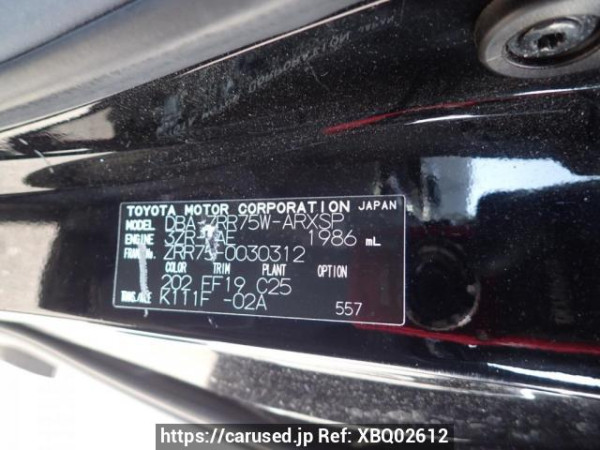 TOYOTA MOTOR CORPORATION JAPAN
MODEL DBA-ZRR75W-ARXSP
ENGINE 3ZR-FAE 1986 mL
FRAME ZRR75-0030312
COLOR TRIM PLANT OPTION
202 EF19 C25
TRANS./AXLE K111F -02A
557
https://carused.jp Ref: XBQ02612